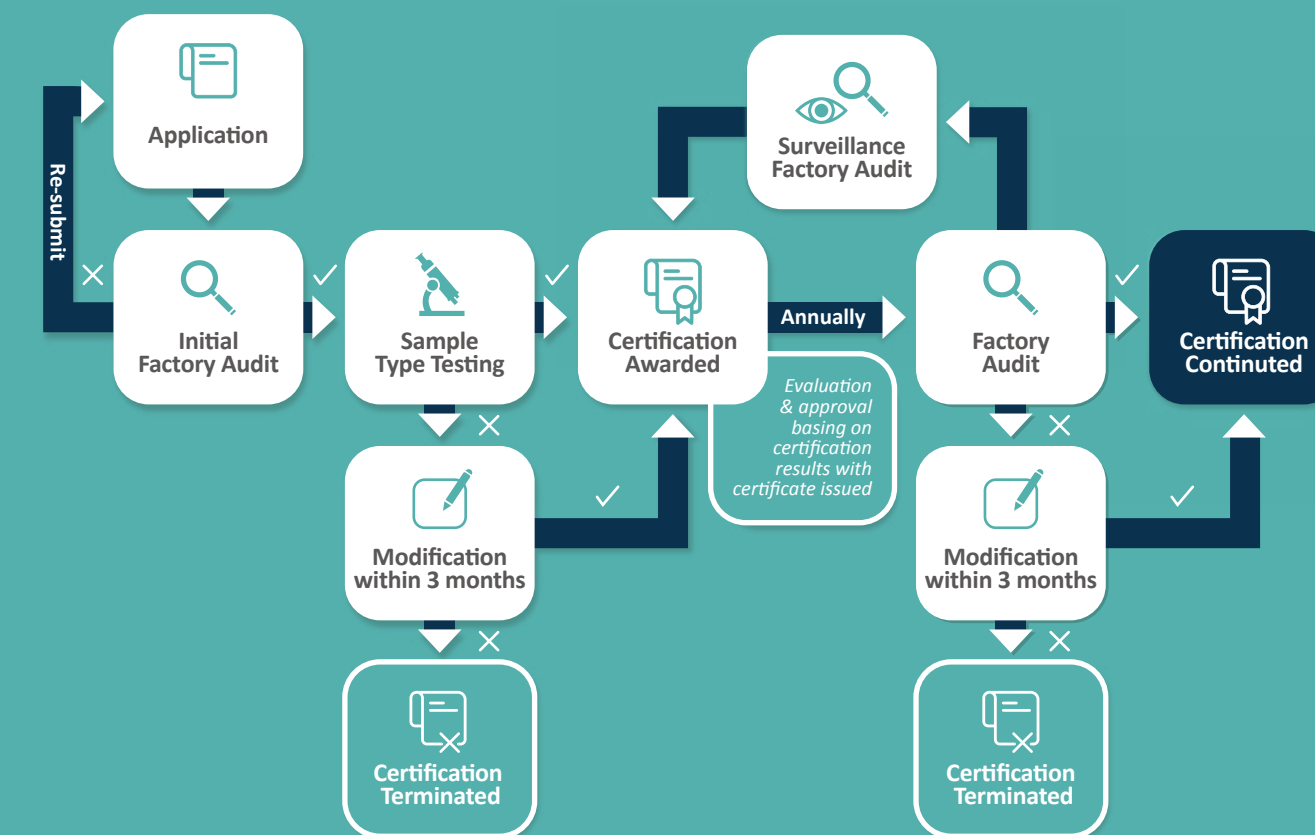 Application
Re-submit
Initial
Factory Audit
Sample
Type Testing
Certification
Awarded
Annually
Evaluation
& approval
basing on
certification
results with
certificate issued
Surveillance
Factory Audit
Factory
Audit
Certification
Continuted
Modification
within 3 months
Modification
within 3 months
Certification
Terminated
Certification
Terminated